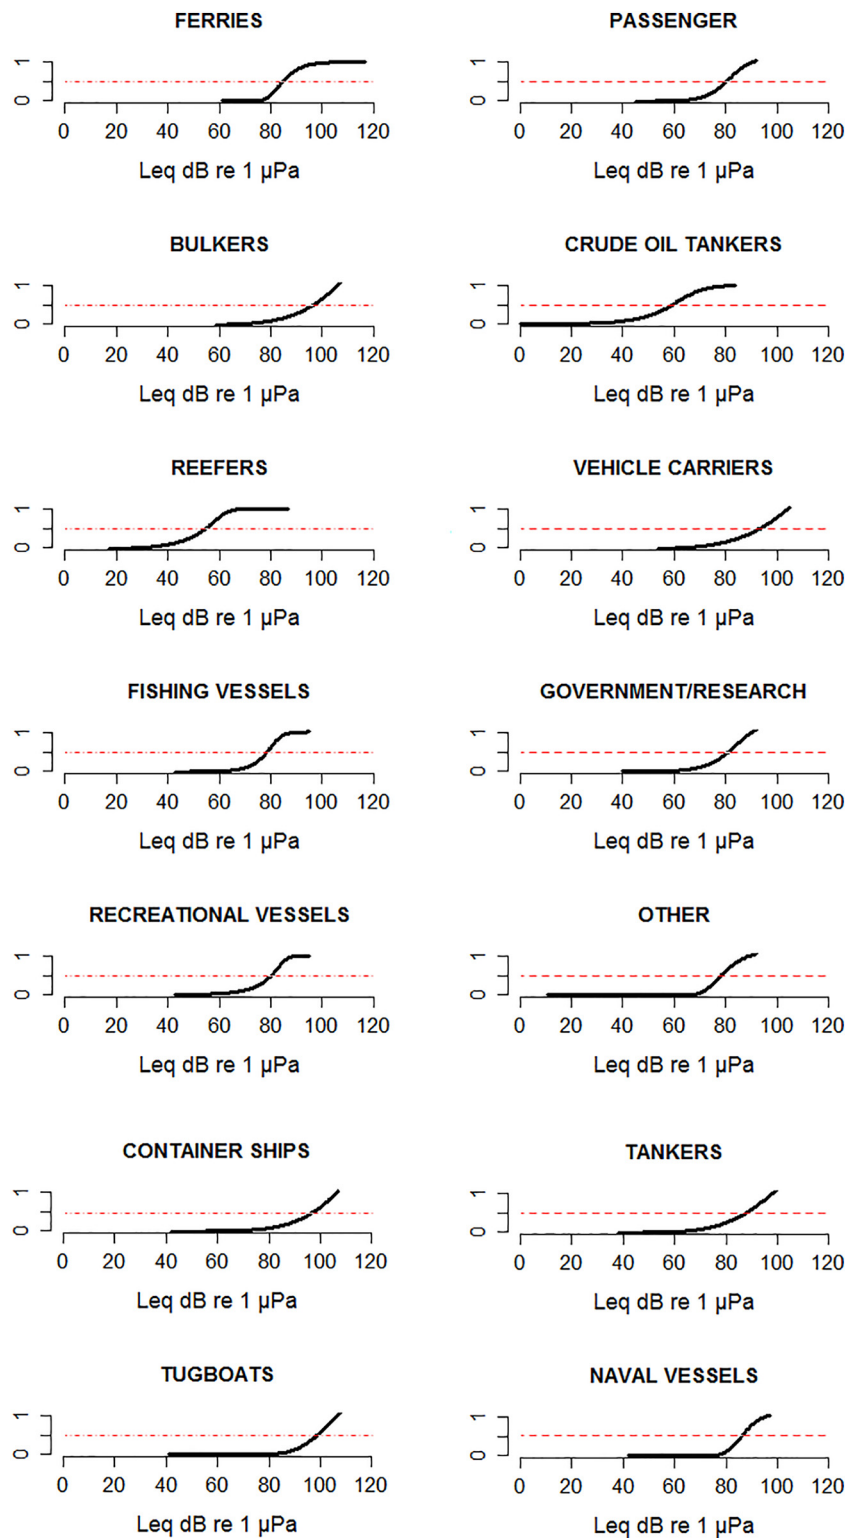 FERRIES PASSENGER
1 1
0 0
0 20 40 60 80 100 120 0 20 40 60 80 100 120
Leq dB re 1 µPa Leq dB re 1 µPa
BULKERS CRUDE OIL TANKERS
1 1
0 0
0 20 40 60 80 100 120 0 20 40 60 80 100 120
Leq dB re 1 µPa Leq dB re 1 µPa
REEFERS VEHICLE CARRIERS
1 1
0 0
0 20 40 60 80 100 120 0 20 40 60 80 100 120
Leq dB re 1 µPa Leq dB re 1 µPa
FISHING VESSELS GOVERNMENT/RESEARCH
1 1
0 0
0 20 40 60 80 100 120 0 20 40 60 80 100 120
Leq dB re 1 µPa Leq dB re 1 µPa
RECREATIONAL VESSELS OTHER
1 1
0 0
0 20 40 60 80 100 120 0 20 40 60 80 100 120
Leq dB re 1 µPa Leq dB re 1 µPa
CONTAINER SHIPS TANKERS
1 1
0 0
0 20 40 60 80 100 120 0 20 40 60 80 100 120
Leq dB re 1 µPa Leq dB re 1 µPa
TUGBOATS NAVAL VESSELS
1 1
0 0
0 20 40 60 80 100 120 0 20 40 60 80 100 120
Leq dB re 1 µPa Leq dB re 1 µPa